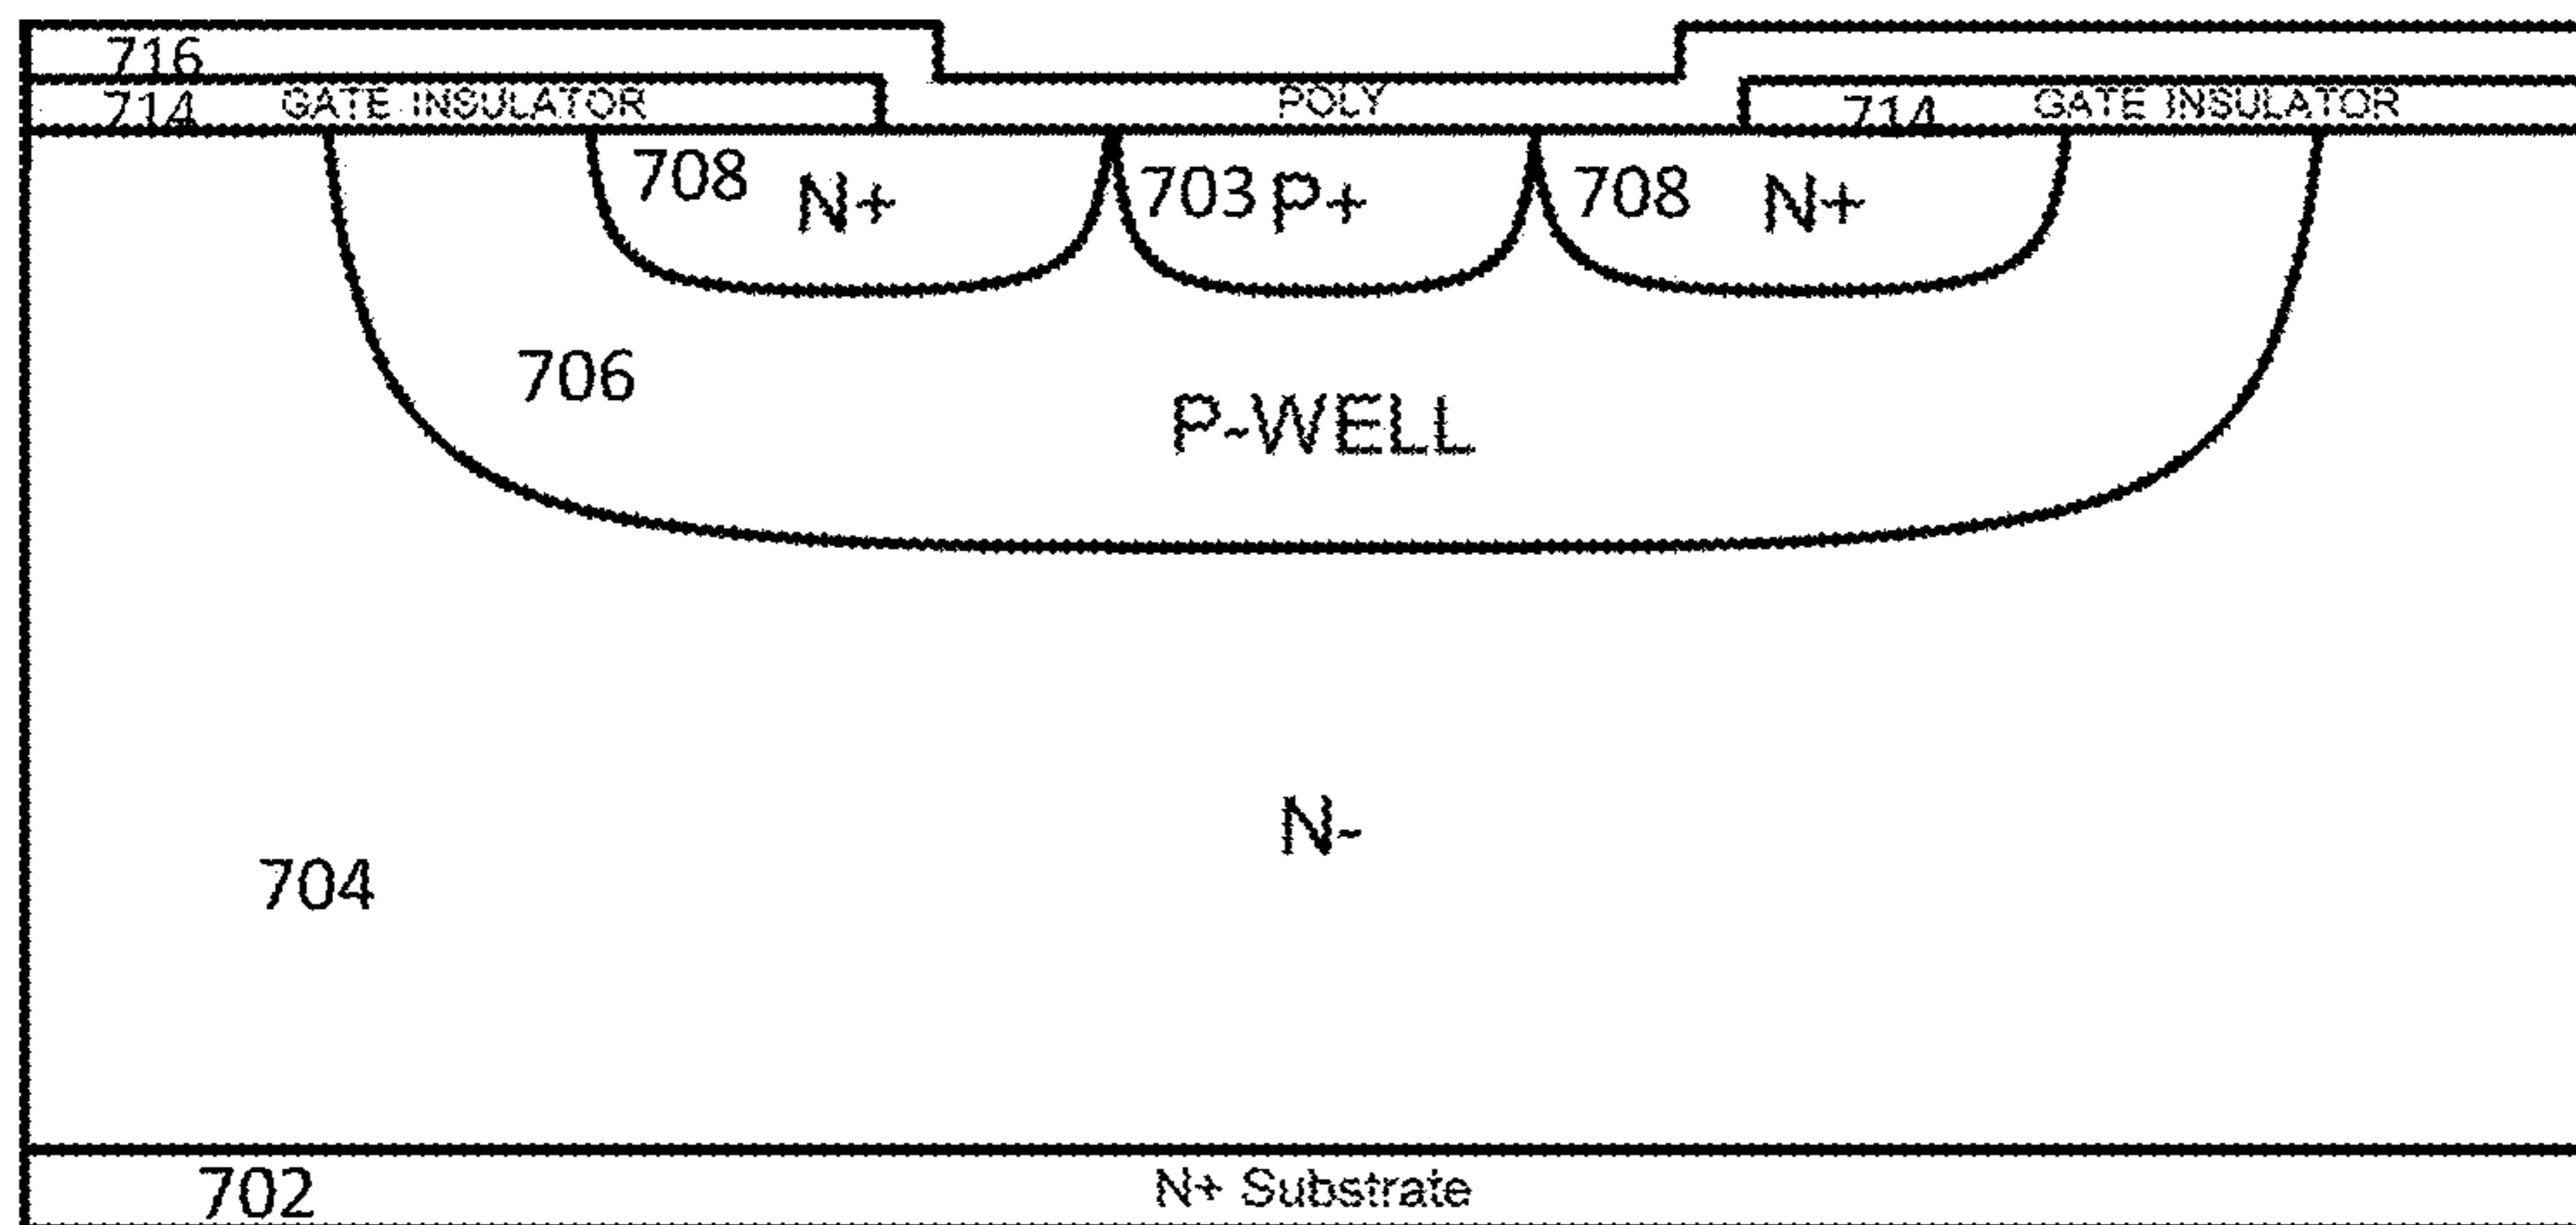 716
714 GATE INSULATOR POLY 714 GATE INSULATOR
708 N+ 703 P+ 708 N+
706
P-WELL
N-
704
702 N+ Substrate